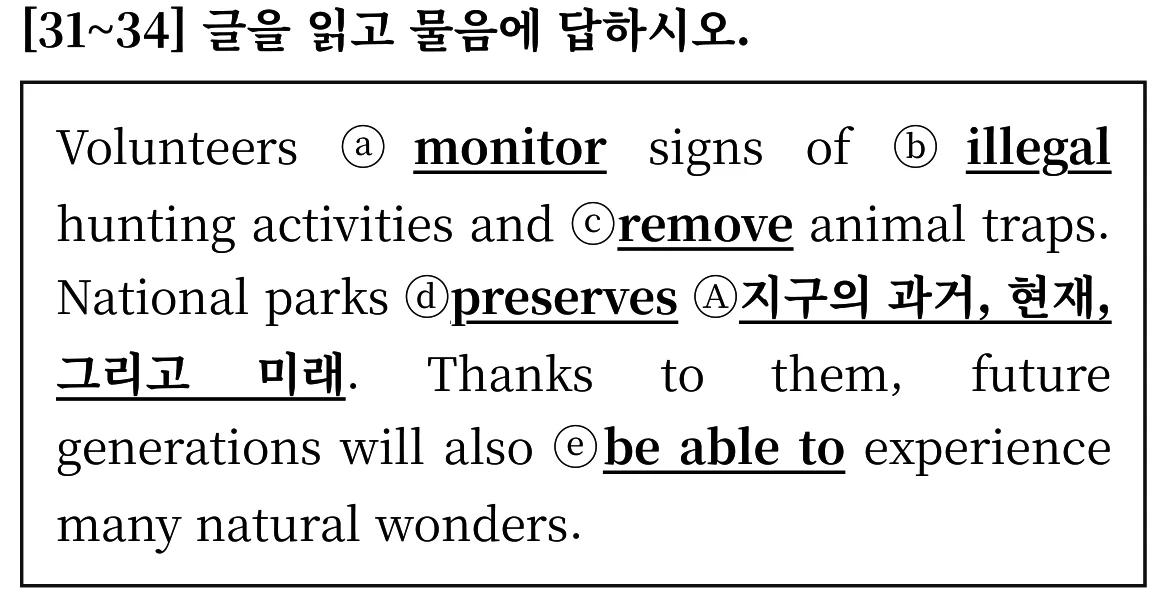 [31~34] 글을 읽고 물음에 답하시오.
Volunteers ⓐ monitor signs of ⓑ illegal
hunting activities and ⓒremove animal traps.
National parks ⓓpreserves Ⓐ지구의 과거, 현재,
그리고 미래. Thanks to them, future
generations will also ⓔbe able to experience
many natural wonders.